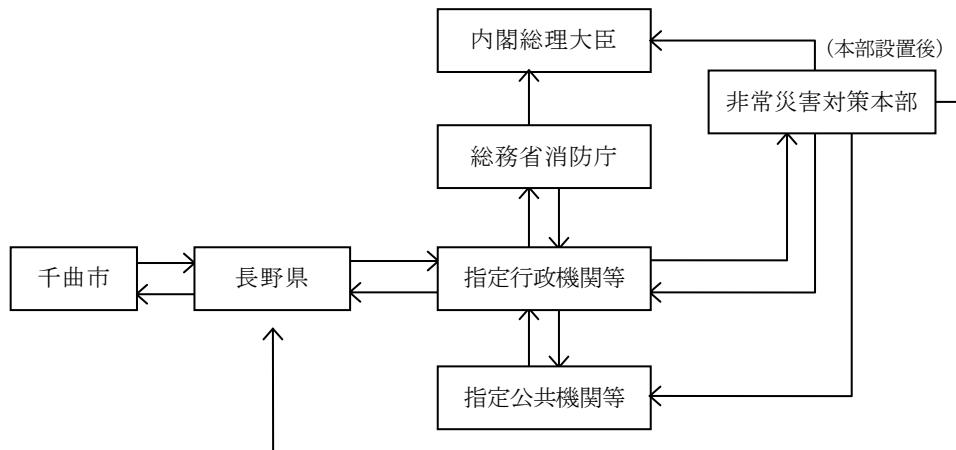 内閣総理大臣
(本部設置後)
非常災害対策本部
総務省消防庁
千曲市
長野県
指定行政機関等
指定公共機関等